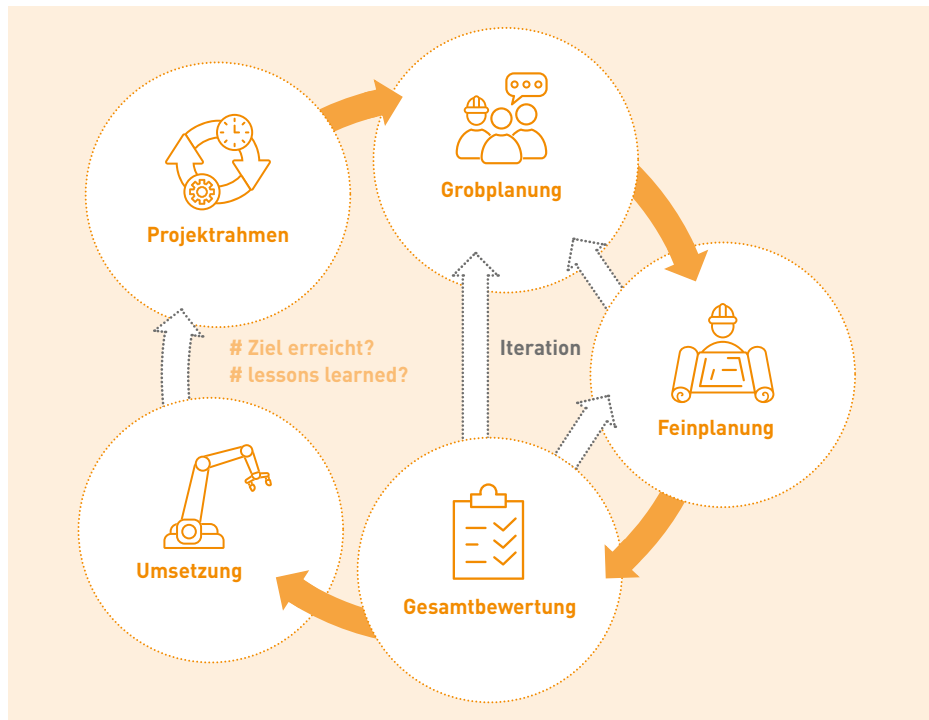 Grobplanung
Projektrahmen
# Ziel erreicht?
# lessons learned?
Iteration
Feinplanung
Umsetzung
Gesamtbewertung